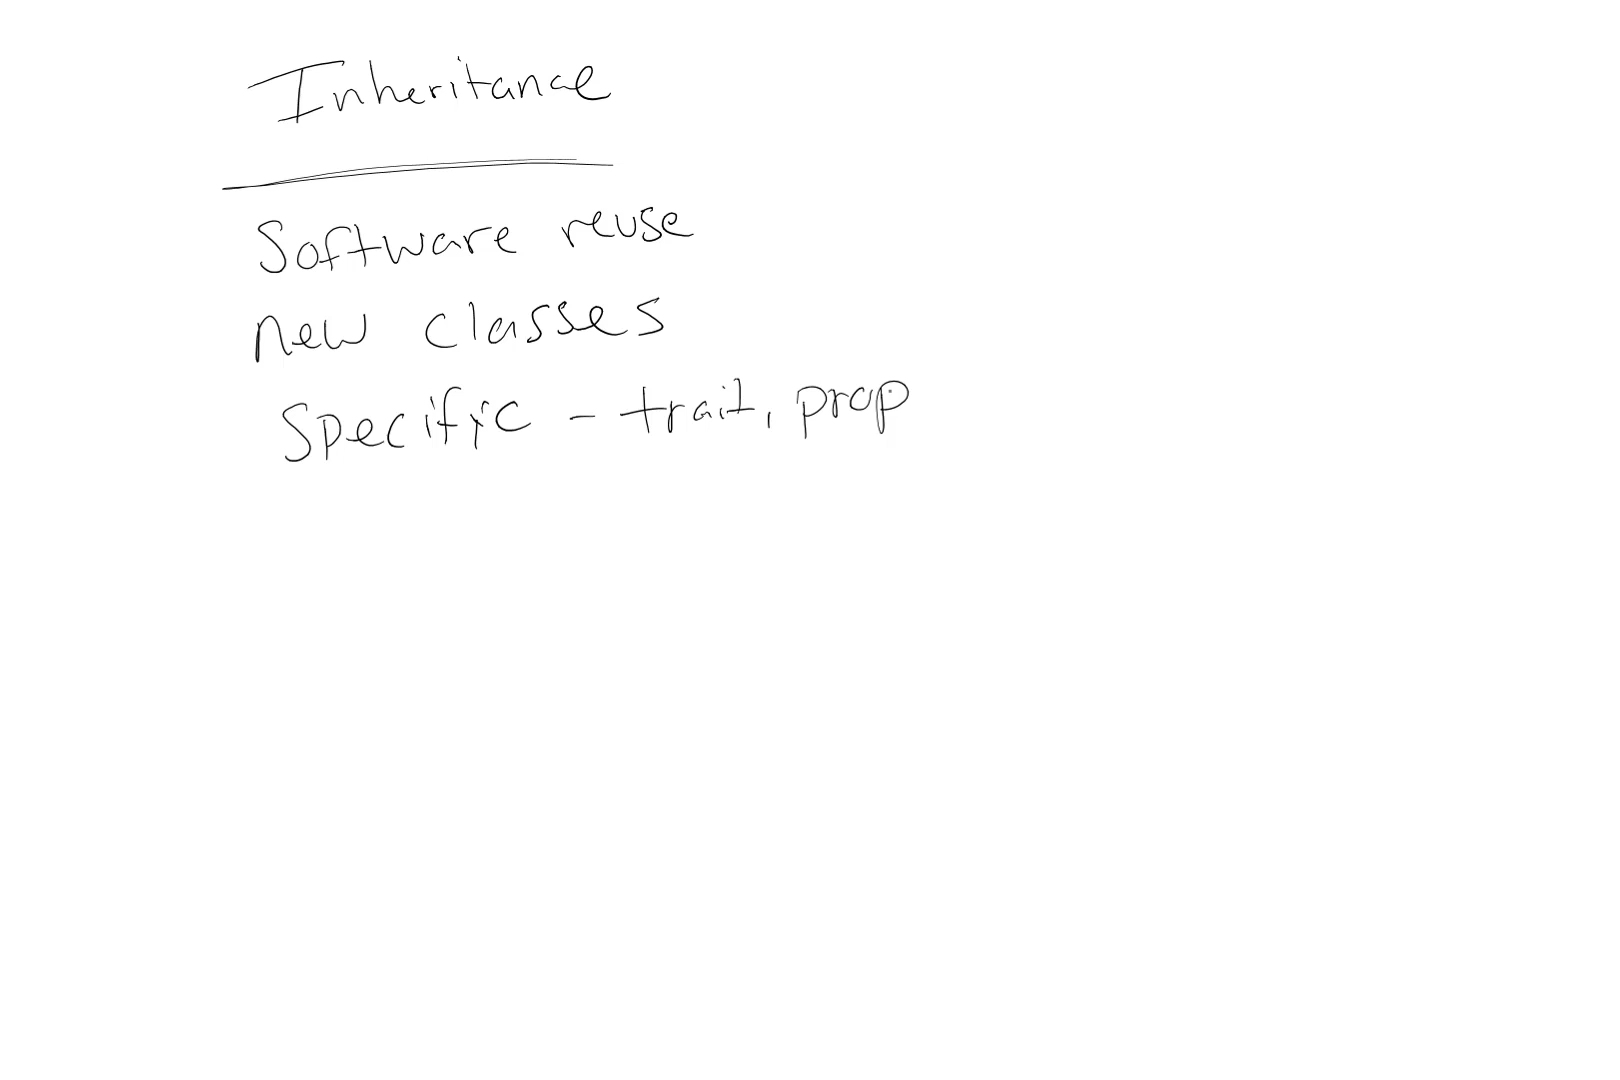 Inheritance
Software reuse
new classes
Specific - trait, prop